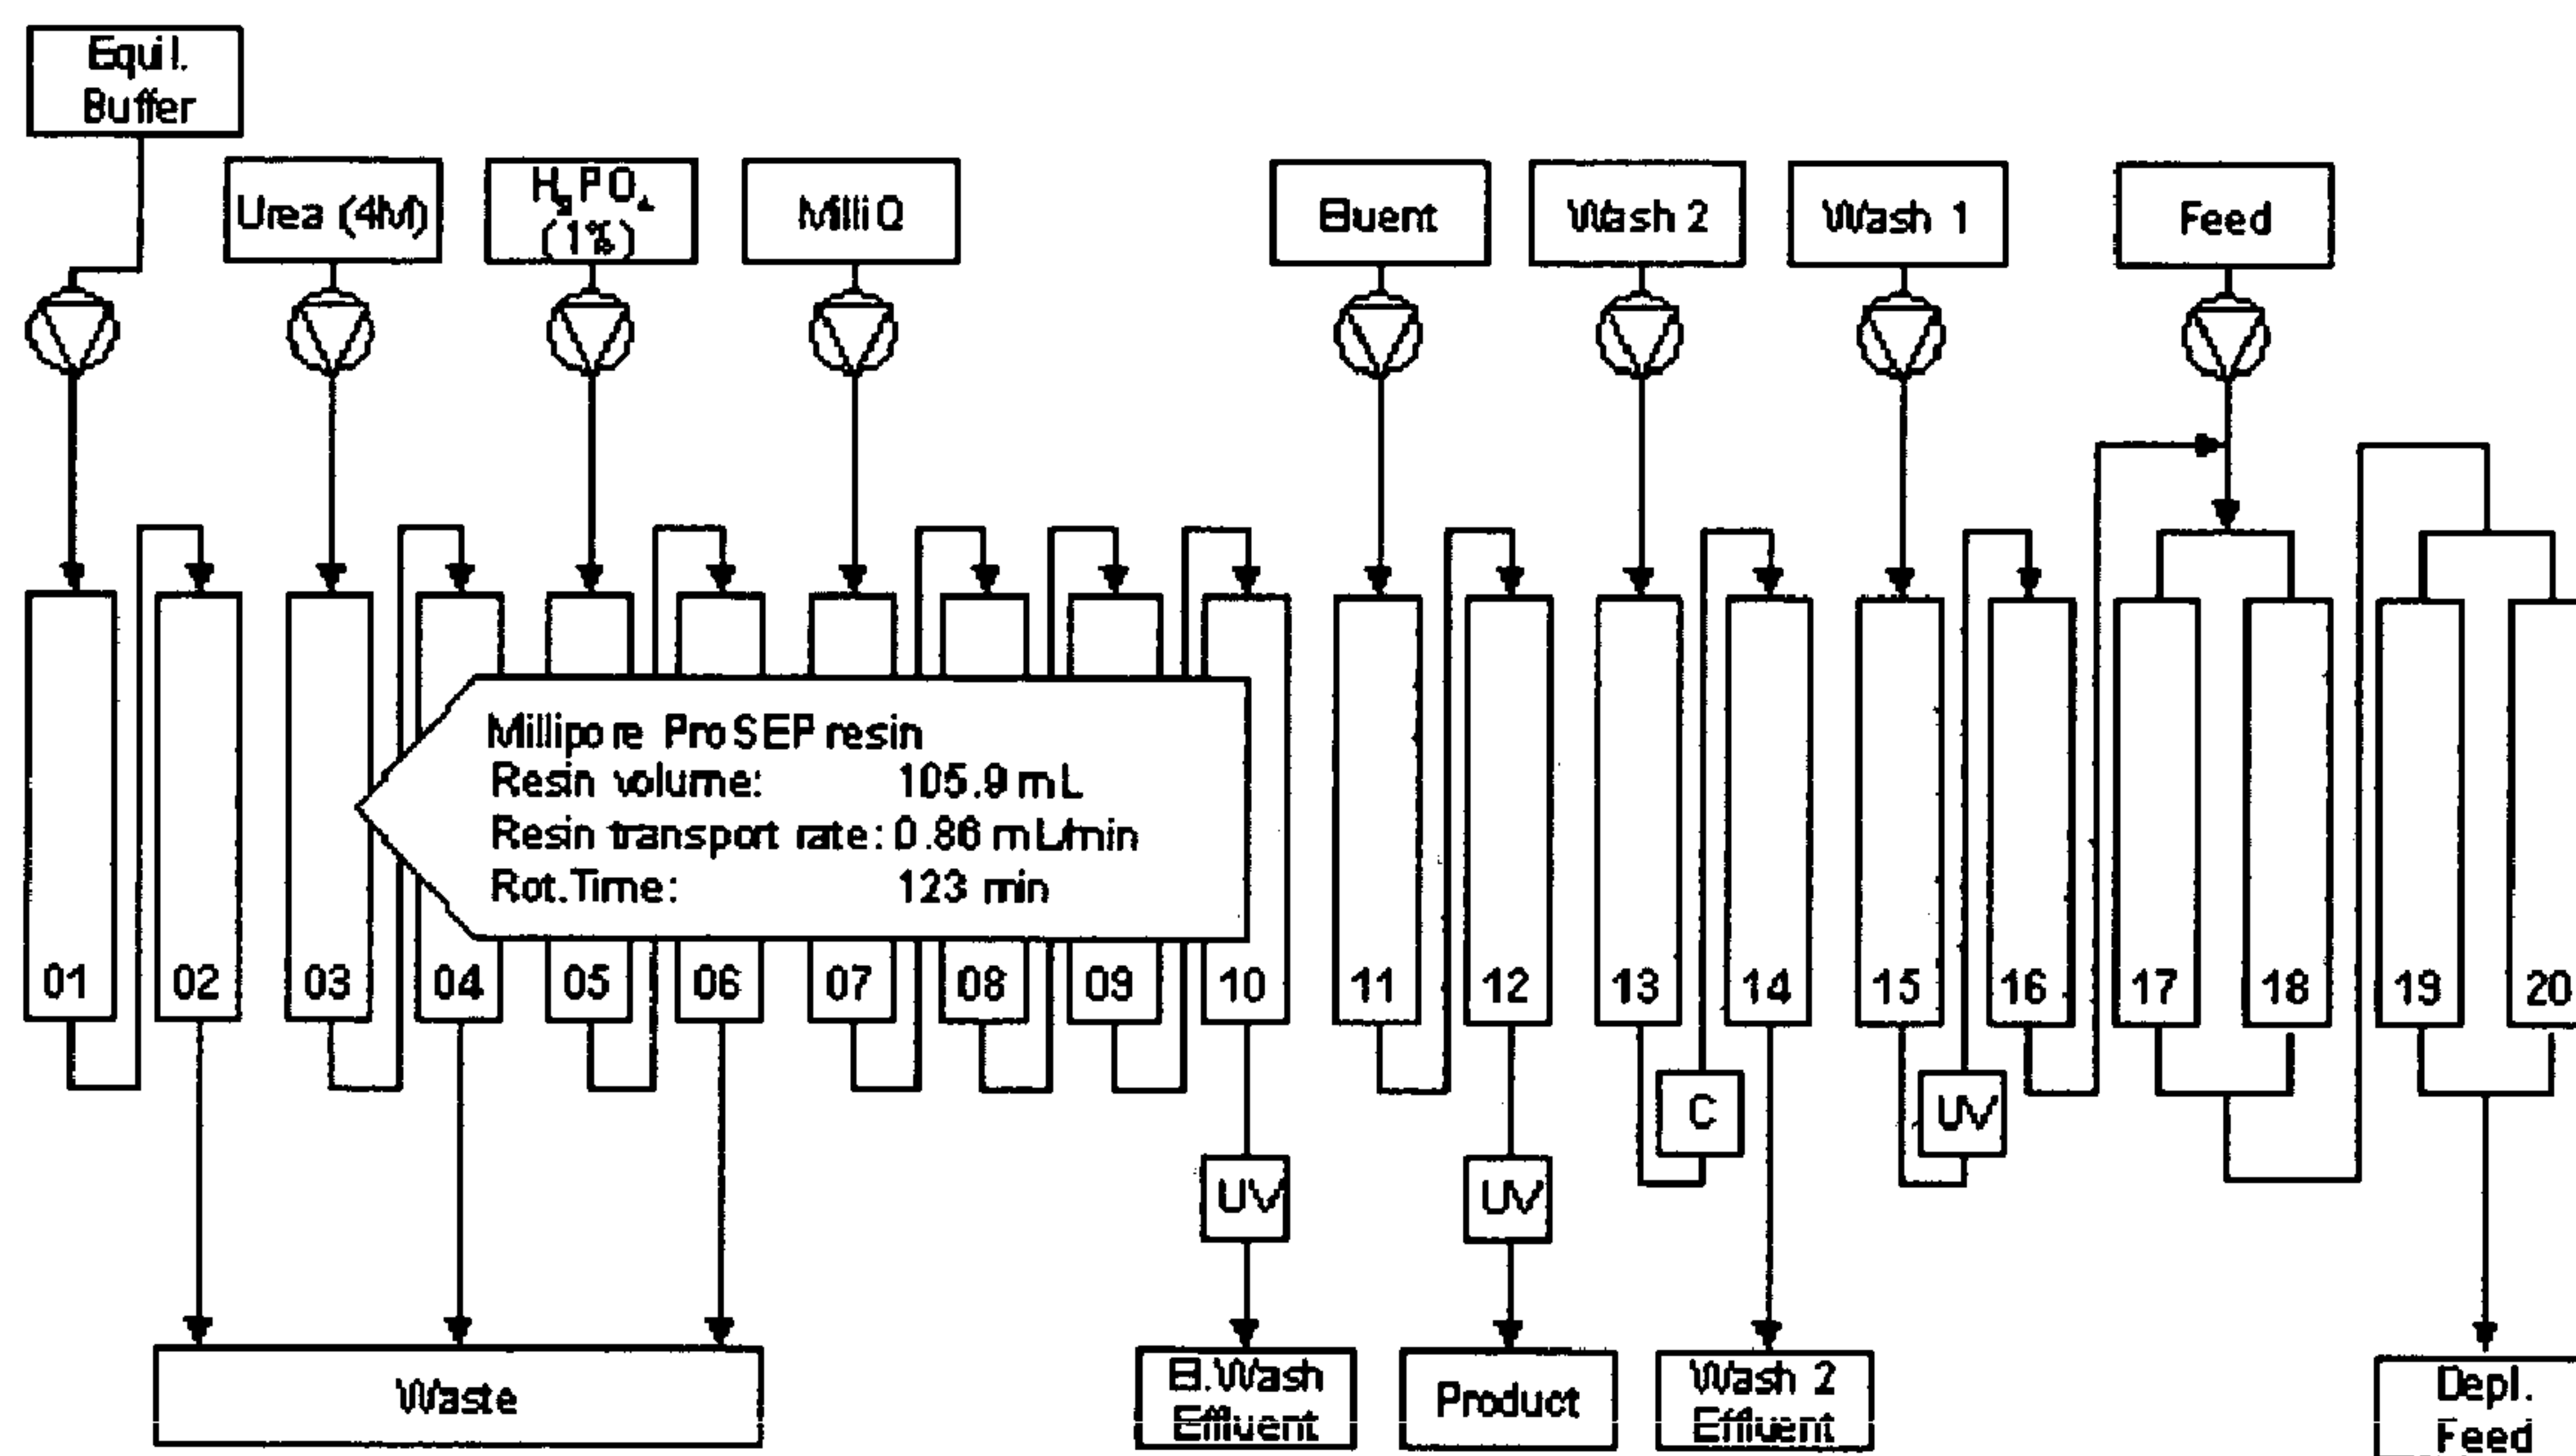 Equil.
Buffer
Urea (4M)
H3PO4
(1%)
MilliQ
Eluent
Wash 2
Wash 1
Feed
Millipore ProSEP resin
Resin volume: 105.9 mL
Resin transport rate: 0.86 mL/min
Rot.Time: 123 min
01
02
03
04
05
06
07
08
09
10
11
12
13
14
15
16
17
18
19
20
C
UV
UV
UV
Waste
El.Wash
Effluent
Product
Wash 2
Effluent
Depl.
Feed